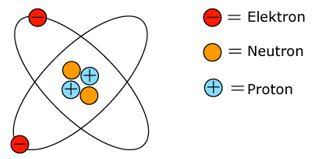 = Elektron
= Neutron
= Proton